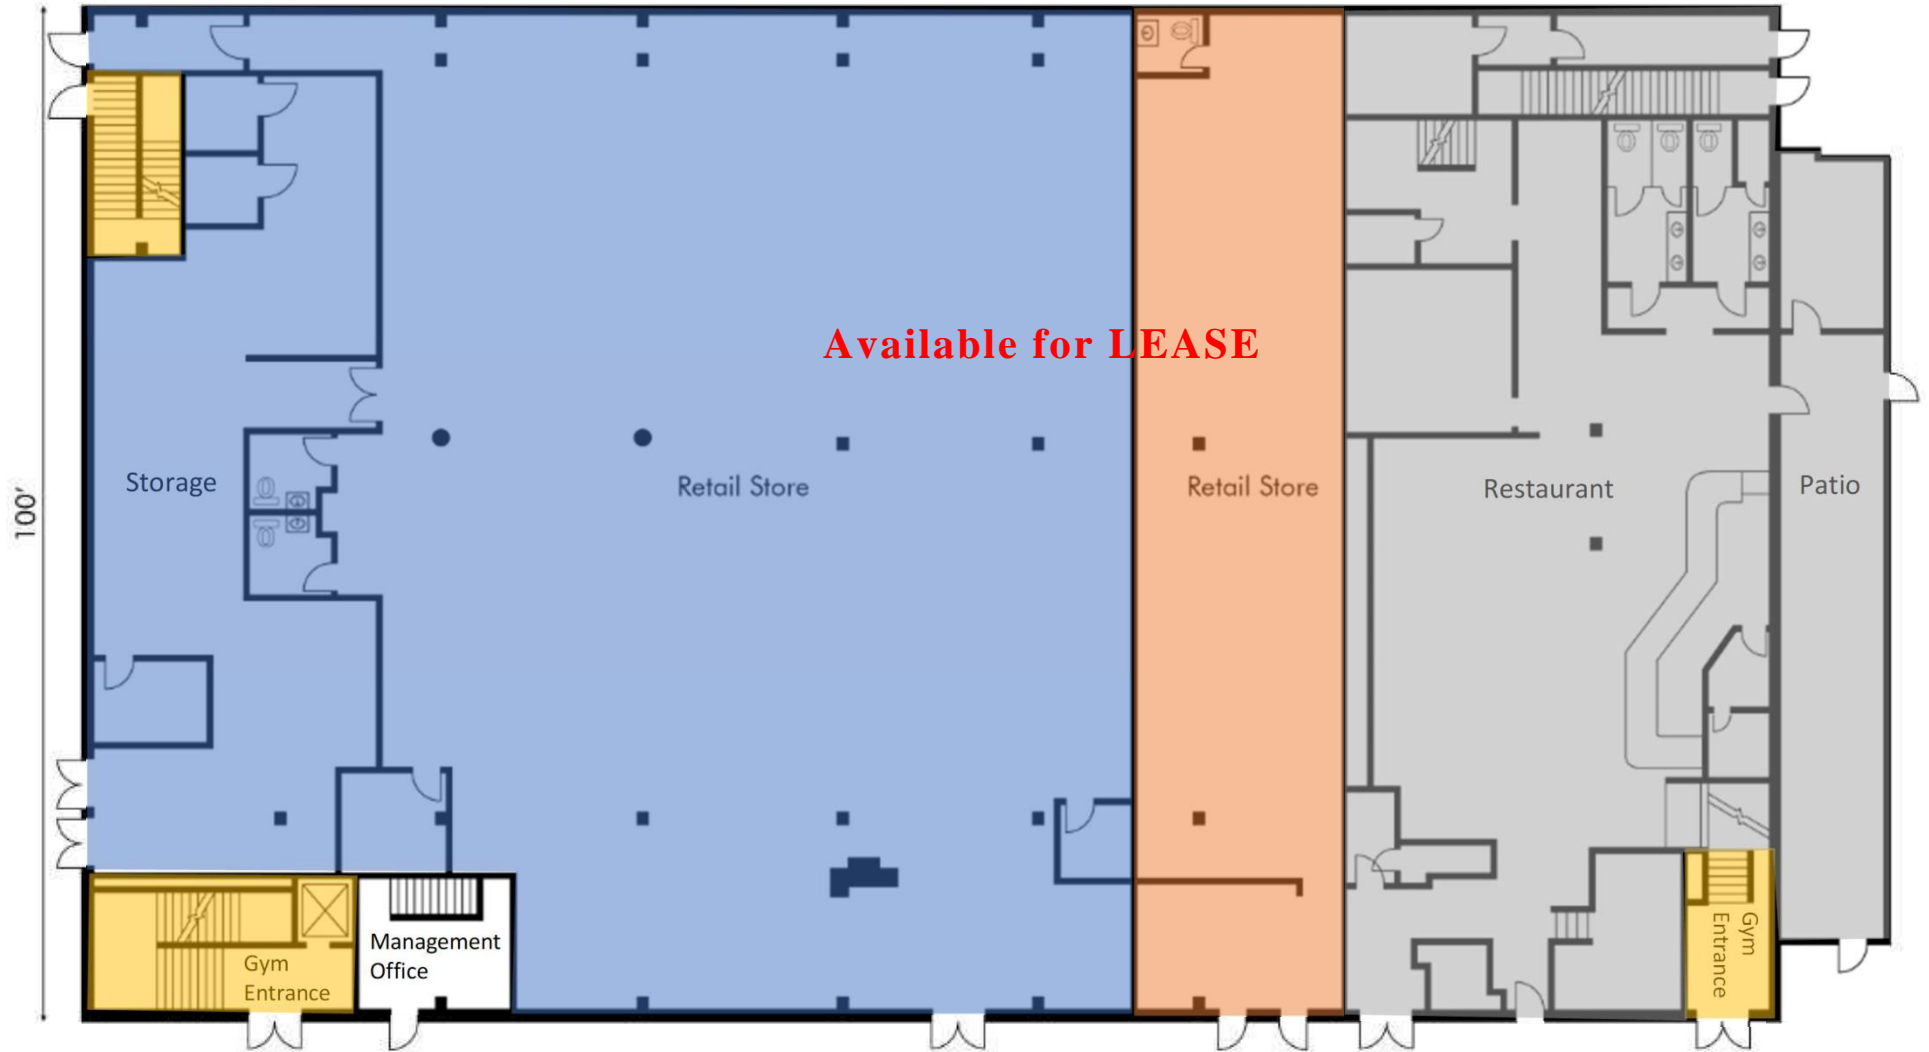 Available for LEASE
100'
Storage
Retail Store
Retail Store
Restaurant
Patio
Management
Office
Gym
Entrance
Gym
Entrance